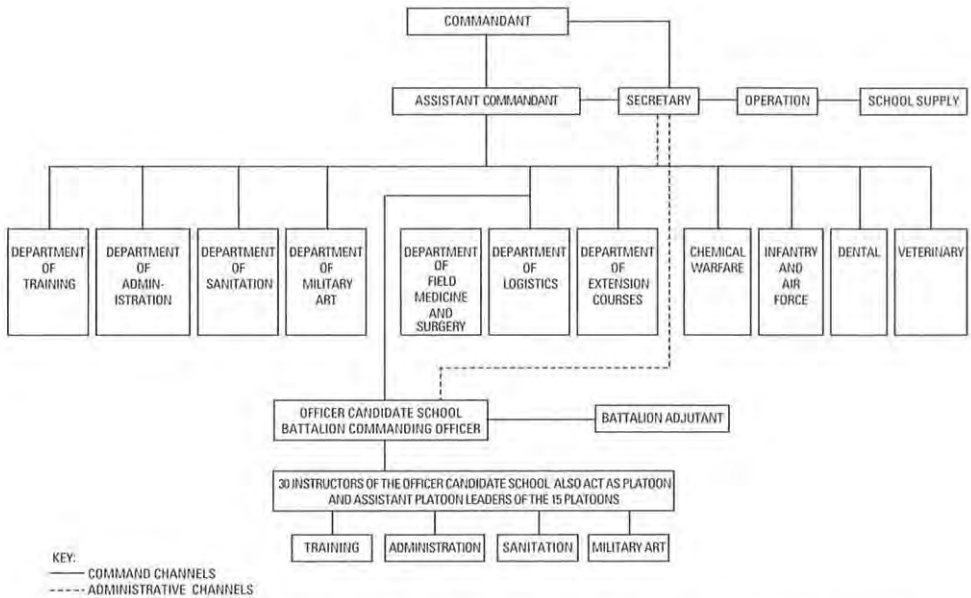 COMMANDANT
ASSISTANT COMMANDANT
SECRETARY
OPERATION
SCHOOL SUPPLY
DEPARTMENT
OF
TRAINING
DEPARTMENT
OF
ADMIN-
ISTRATION
DEPARTMENT
OF
SANITATION
DEPARTMENT
OF
MILITARY
ART
DEPARTMENT
OF
FIELD
MEDICINE
AND
SURGERY
DEPARTMENT
OF
LOGISTICS
DEPARTMENT
OF
EXTENSION
COURSES
CHEMICAL
WARFARE
INFANTRY
AND
AIR
FORCE
DENTAL
VETERINARY
OFFICER CANDIDATE SCHOOL
BATTALION COMMANDING OFFICER
BATTALION ADJUTANT
30 INSTRUCTORS OF THE OFFICER CANDIDATE SCHOOL ALSO ACT AS PLATOON
AND ASSISTANT PLATOON LEADERS OF THE 15 PLATOONS
TRAINING
ADMINISTRATION
SANITATION
MILITARY ART
KEY:
COMMAND CHANNELS
ADMINISTRATIVE CHANNELS